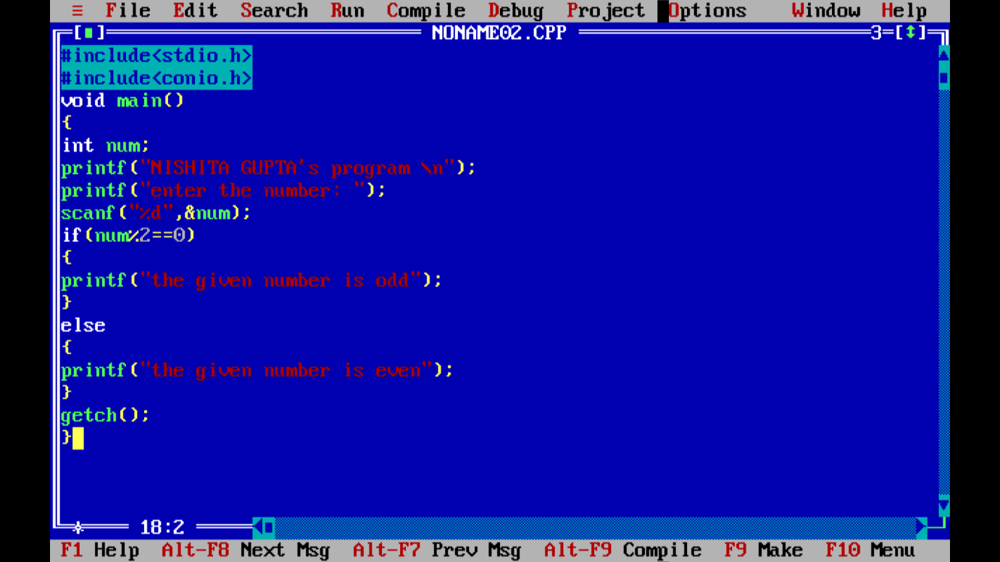 ≡ File Edit Search Run Compile Debug Project Options Window Help
[■] NONAME02.CPP 3=[↕]
#include<stdio.h>
#include<conio.h>
void main()
{
int num;
printf("NISHITA GUPTA's program \n");
printf("enter the number: ");
scanf("%d",&num);
if(num%2==0)
{
printf("the given number is odd");
}
else
{
printf("the given number is even");
}
getch();
}
18:2
F1 Help Alt-F8 Next Msg Alt-F7 Prev Msg Alt-F9 Compile F9 Make F10 Menu